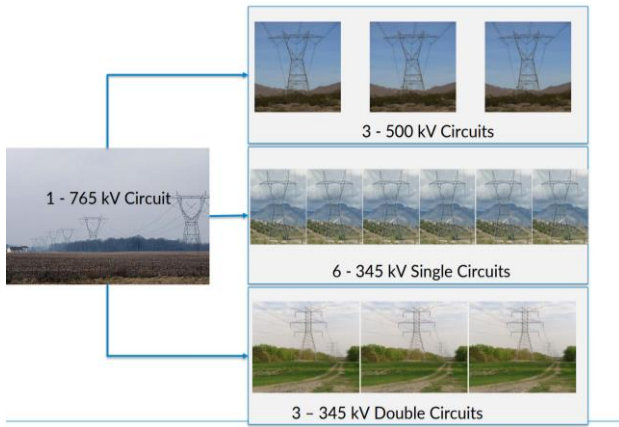 3 - 500 kV Circuits
1 - 765 kV Circuit
6 - 345 kV Single Circuits
3 – 345 kV Double Circuits